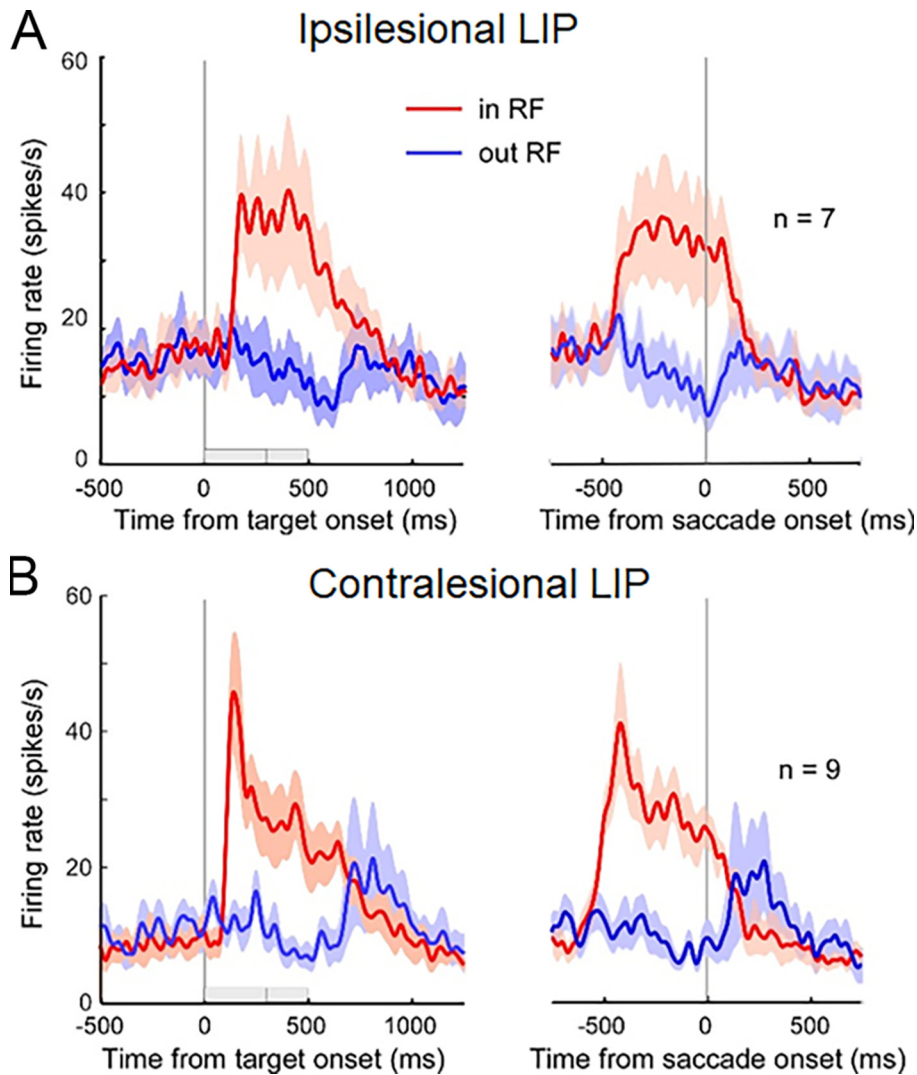 A
Ipsilesional LIP
60
40
20
0
Firing rate (spikes/s)
in RF
out RF
n = 7
-500 0 500 1000
-500 0 500
Time from target onset (ms)
Time from saccade onset (ms)
B
Contralesional LIP
60
40
20
0
Firing rate (spikes/s)
n = 9
-500 0 500 1000
-500 0 500
Time from target onset (ms)
Time from saccade onset (ms)